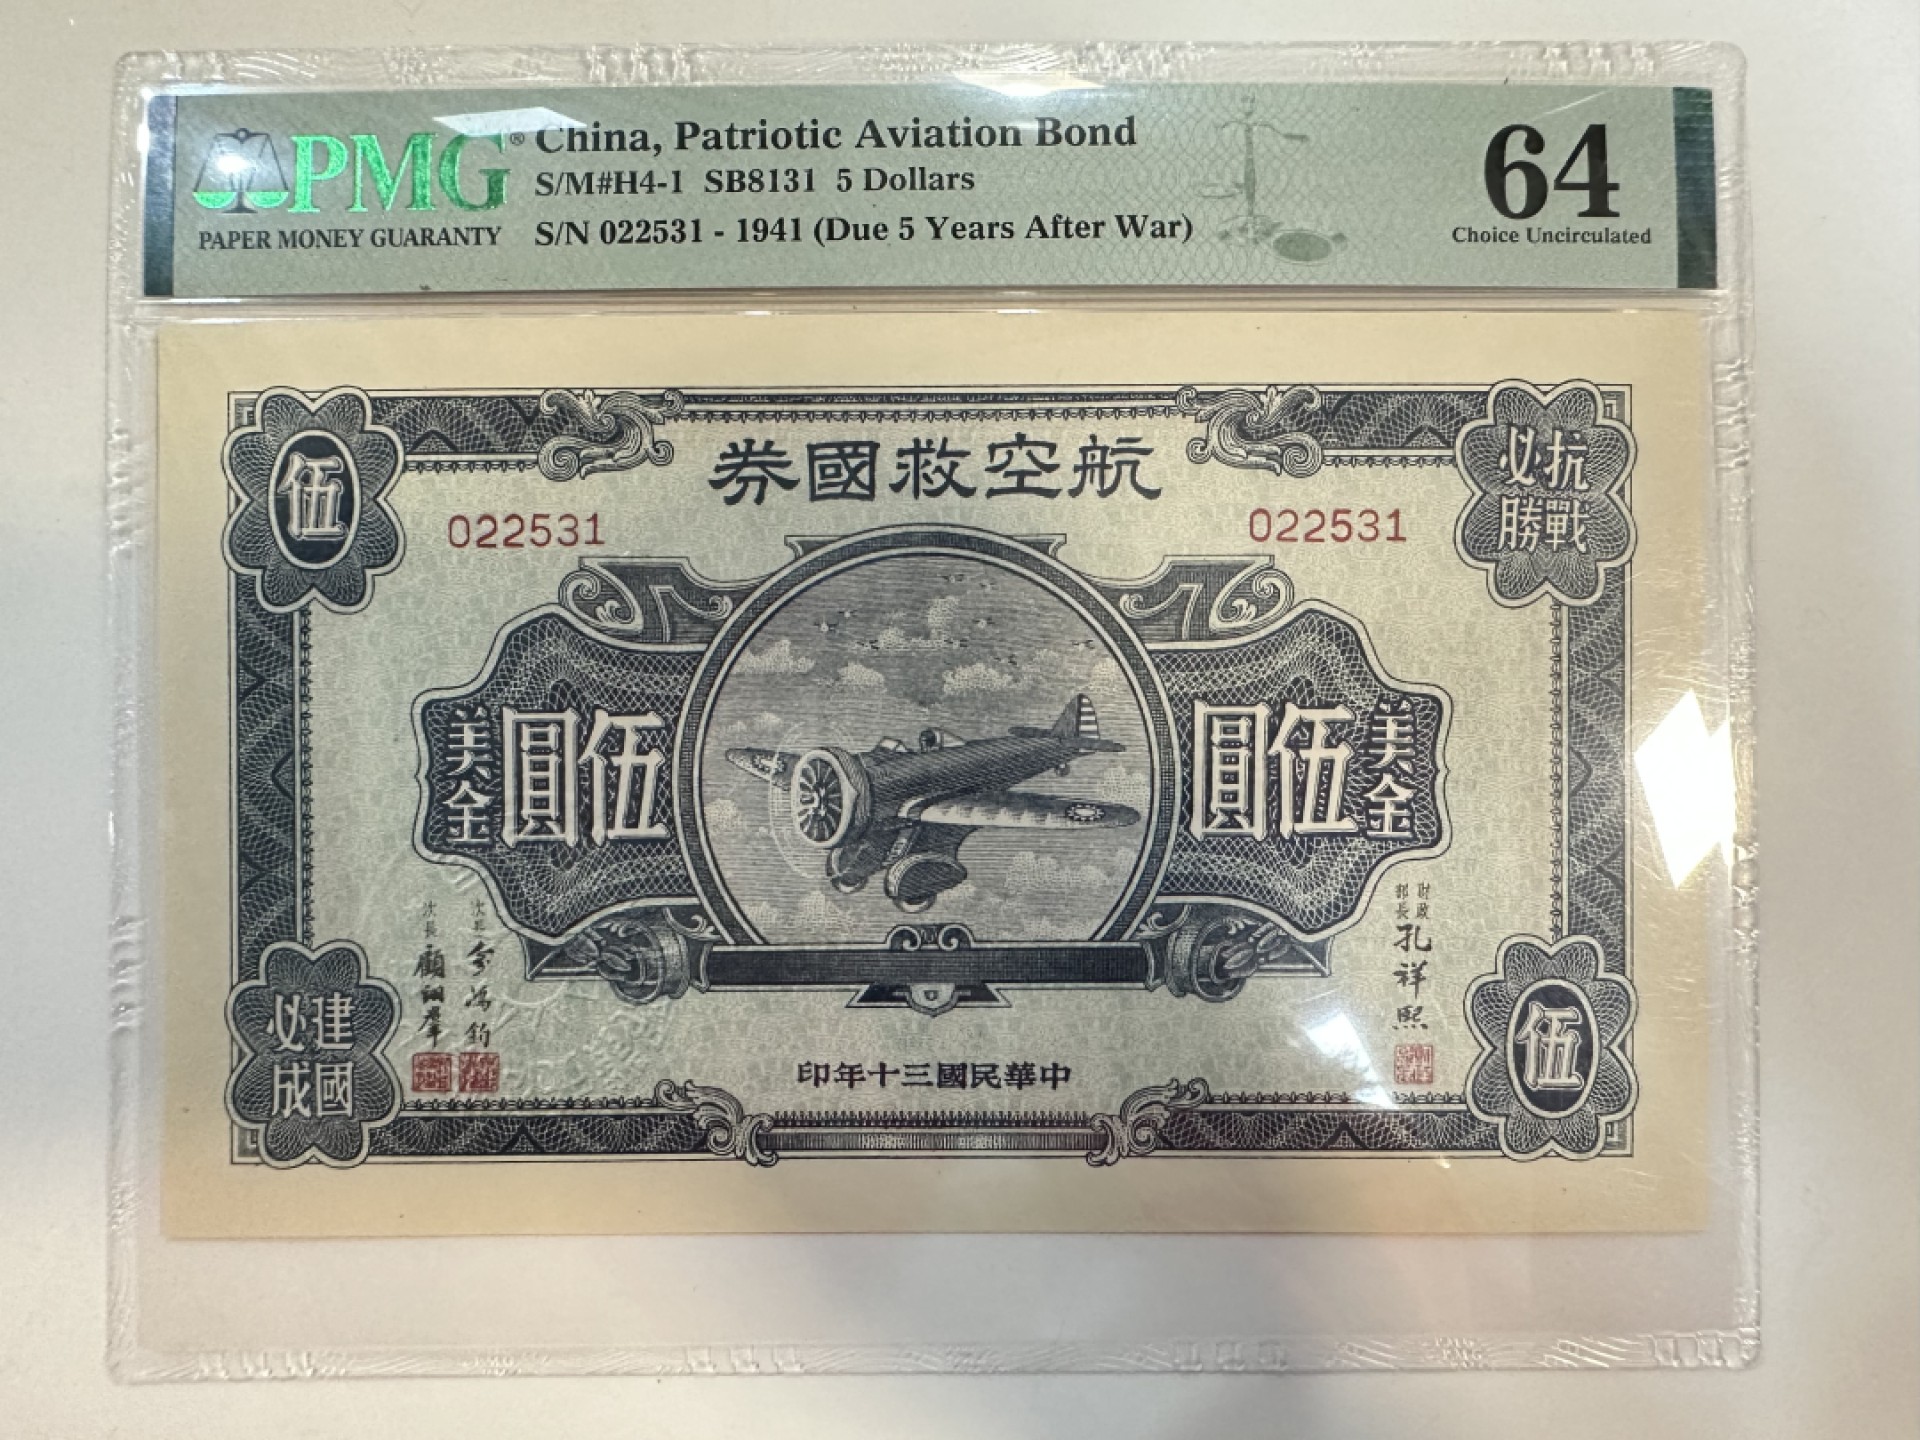 PMG®
PAPER MONEY GUARANTY
China, Patriotic Aviation Bond
S/M#H4-1 SB8131 5 Dollars
S/N 022531 - 1941 (Due 5 Years After War)
64
Choice Uncirculated
伍
券國救空航
抗戰
必勝
022531
022531
美金
圓伍
圓伍
美金
財政
部長
孔祥熙
次長
俞鴻鈞
次長
顧翊羣
建國
必成
印年十三國民華中
伍